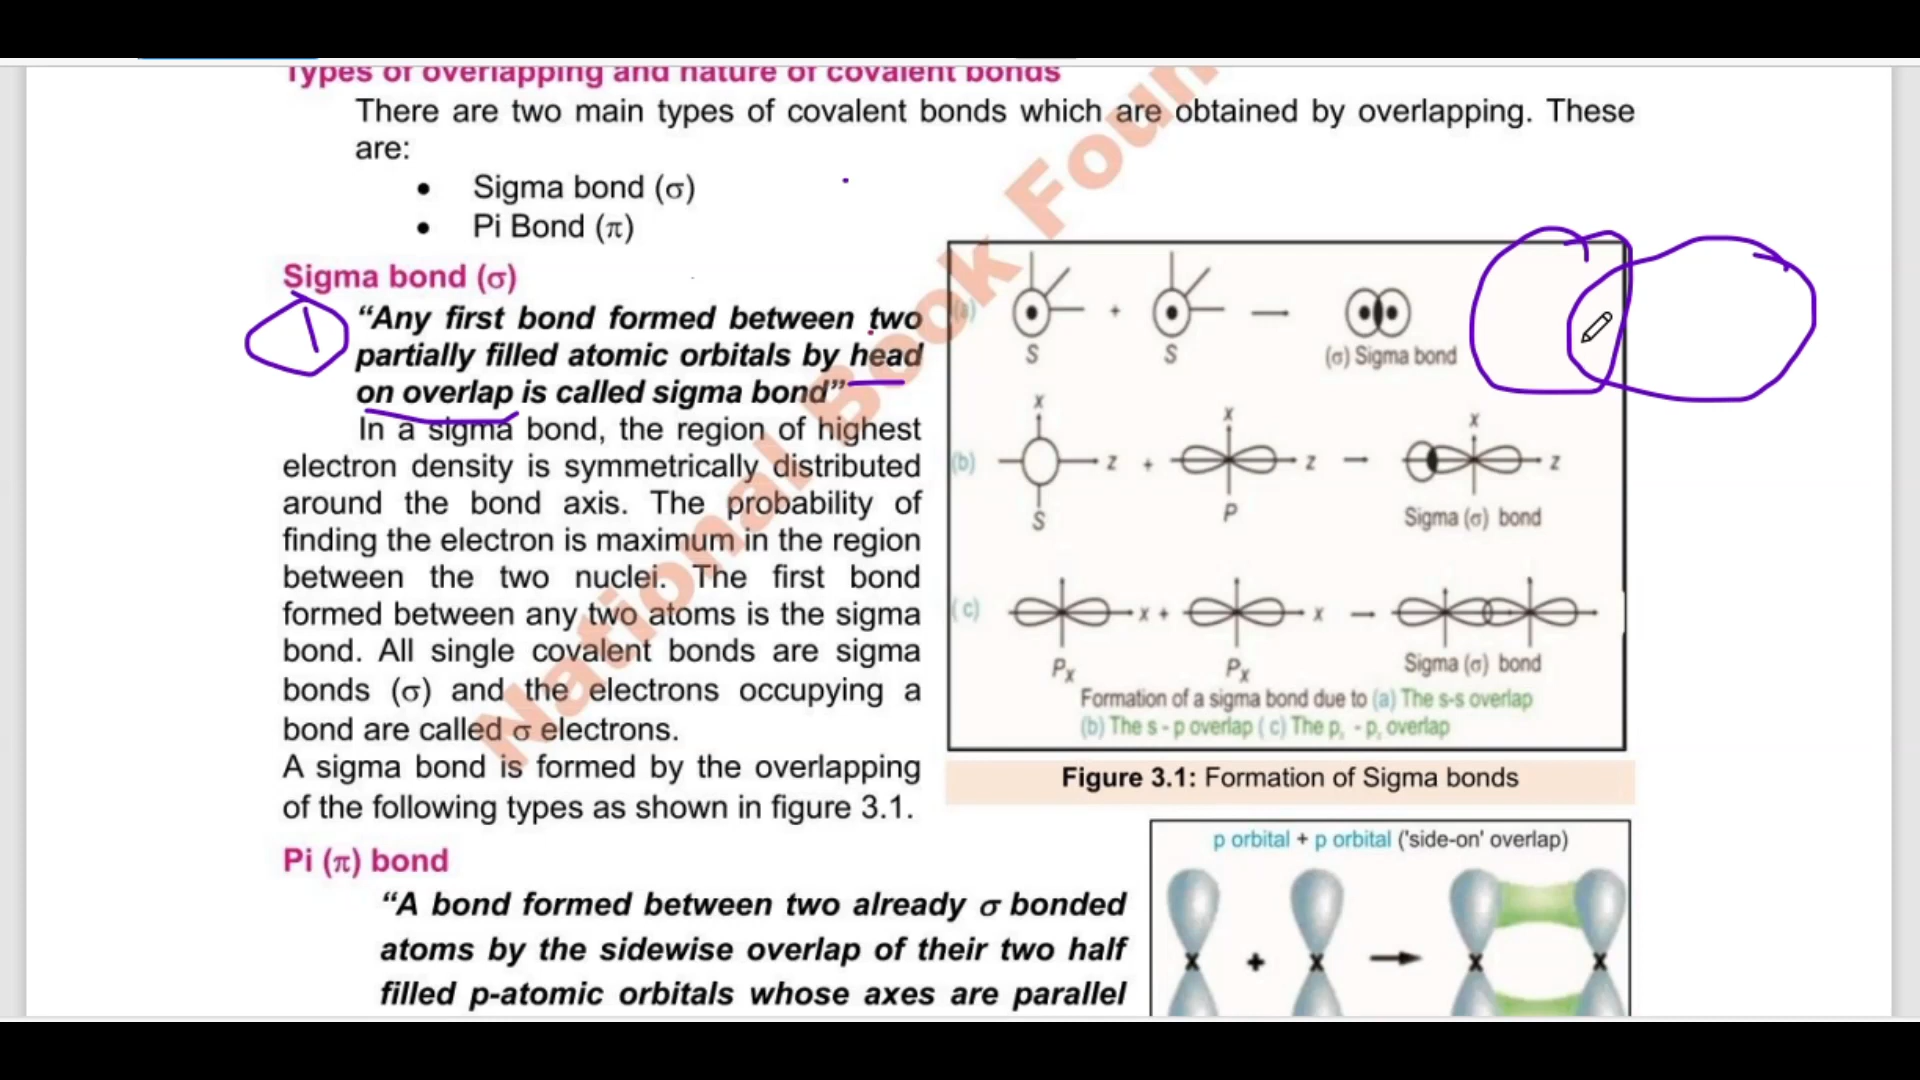 Types of overlapping and nature of covalent bonds
There are two main types of covalent bonds which are obtained by overlapping. These
are:
• Sigma bond (σ)
• Pi Bond (π)
Sigma bond (σ)
1
“Any first bond formed between two
partially filled atomic orbitals by head
on overlap is called sigma bond”
In a sigma bond, the region of highest
electron density is symmetrically distributed
around the bond axis. The probability of
finding the electron is maximum in the region
between the two nuclei. The first bond
formed between any two atoms is the sigma
bond. All single covalent bonds are sigma
bonds (σ) and the electrons occupying a
bond are called σ electrons.
A sigma bond is formed by the overlapping
of the following types as shown in figure 3.1.
(a) +
S S (σ) Sigma bond
x x x
(b) z + z z
S P Sigma (σ) bond
(c) x + x
Px Px Sigma (σ) bond
Formation of a sigma bond due to (a) The s-s overlap
(b) The s - p overlap ( c) The px - px overlap
Figure 3.1: Formation of Sigma bonds
Pi (π) bond
“A bond formed between two already σ bonded
atoms by the sidewise overlap of their two half
filled p-atomic orbitals whose axes are parallel
p orbital + p orbital ('side-on' overlap)
x + x x x
National Book Foun